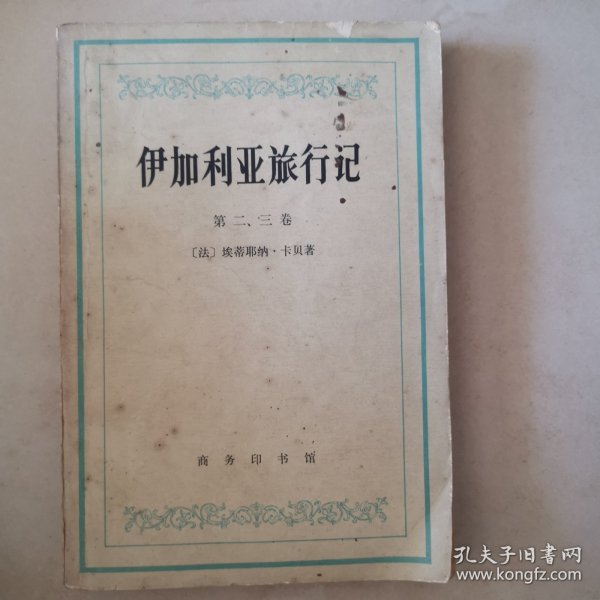 伊加利亚旅行记
第二、三卷
〔法〕埃蒂耶纳·卡贝著
商务印书馆
孔夫子旧书网
www.kongfz.com